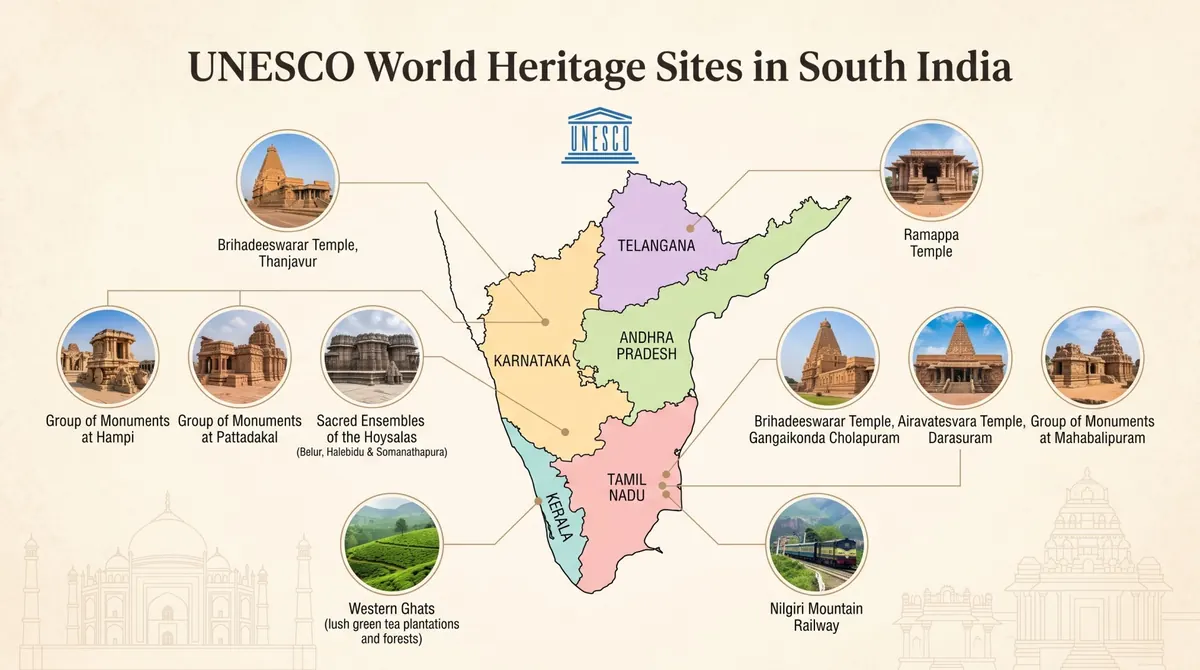 UNESCO World Heritage Sites in South India
UNESCO
Brihadeeswarar Temple,
Thanjavur
Ramappa
Temple
TELANGANA
ANDHRA
PRADESH
KARNATAKA
TAMIL
NADU
KERALA
Group of Monuments
at Hampi
Group of Monuments
at Pattadakal
Sacred Ensembles
of the Hoysalas
(Belur, Halebidu & Somanathapura)
Brihadeeswarar Temple,
Gangaikonda Cholapuram
Airavatesvara Temple,
Darasuram
Group of Monuments
at Mahabalipuram
Western Ghats
(lush green tea plantations
and forests)
Nilgiri Mountain
Railway